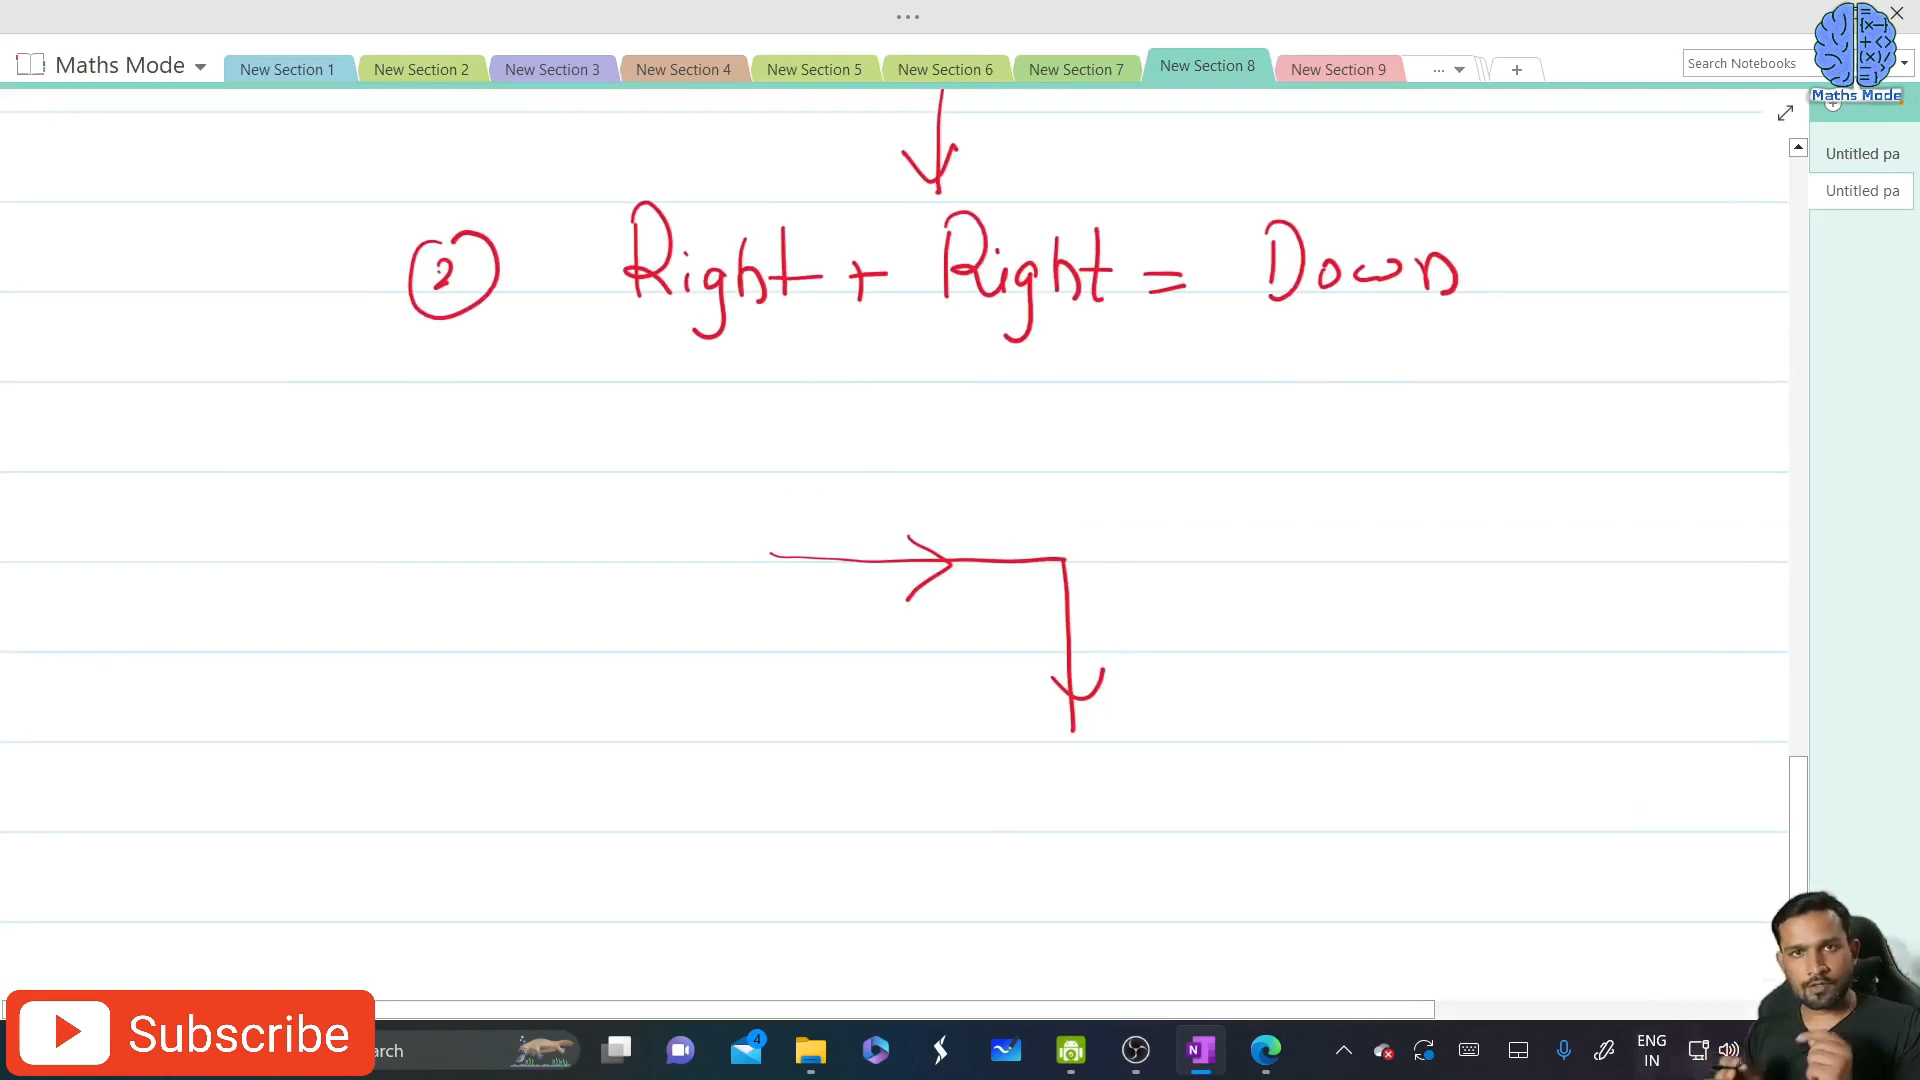 Maths Mode
New Section 1
New Section 2
New Section 3
New Section 4
New Section 5
New Section 6
New Section 7
New Section 8
New Section 9
Search Notebooks
Maths Mode
Untitled pa
Untitled pa
② Right + Right = Down
Subscribe
arch
4
ENG
IN